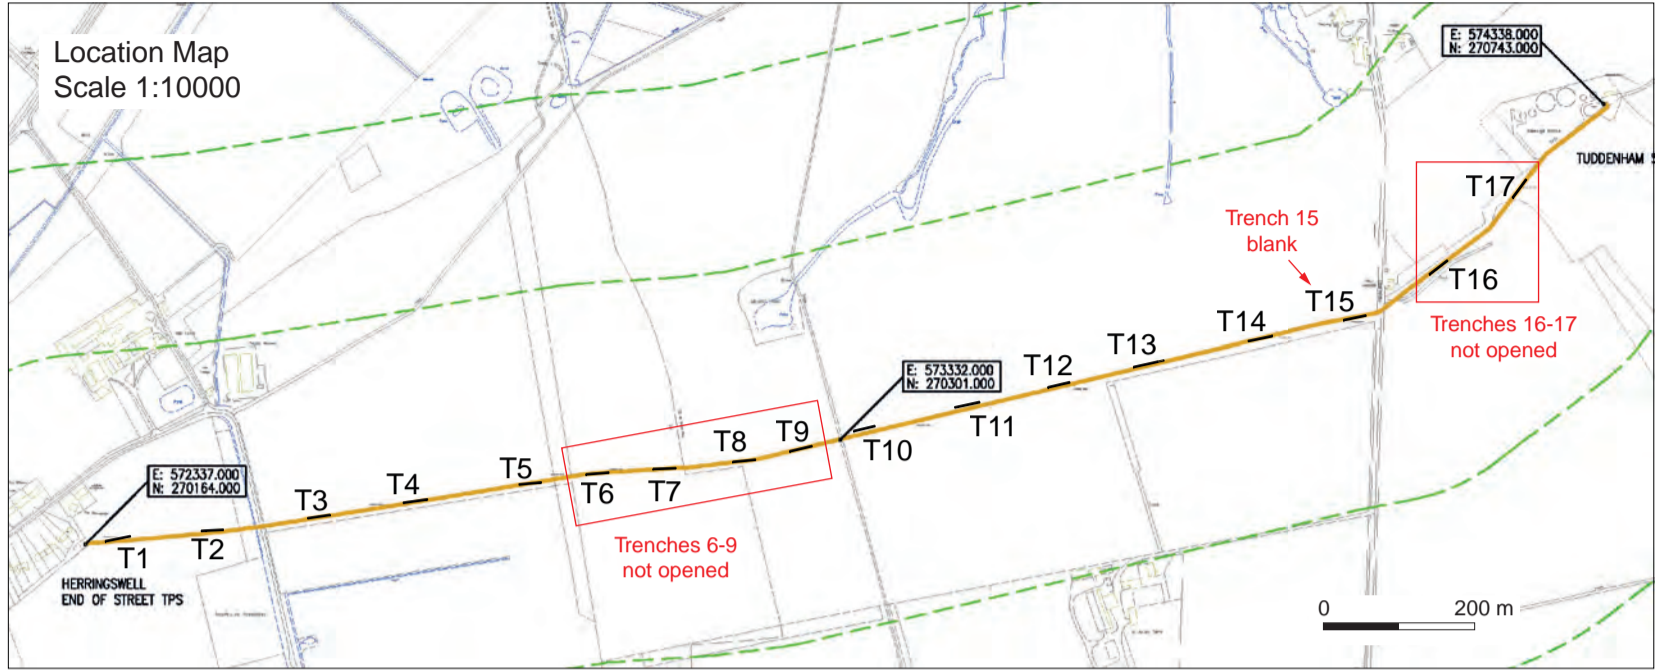 Location Map
Scale 1:10000
E: 574338.000
N: 270743.000
TUDDENHAM S
T17
Trench 15
blank
T16
T15
Trenches 16-17
not opened
T14
T13
T12
E: 573332.000
N: 270301.000
T11
T10
T9
T8
T7
T6
Trenches 6-9
not opened
T5
T4
T3
E: 572337.000
N: 270164.000
T2
T1
HERRINGSWELL
END OF STREET TPS
0 200 m